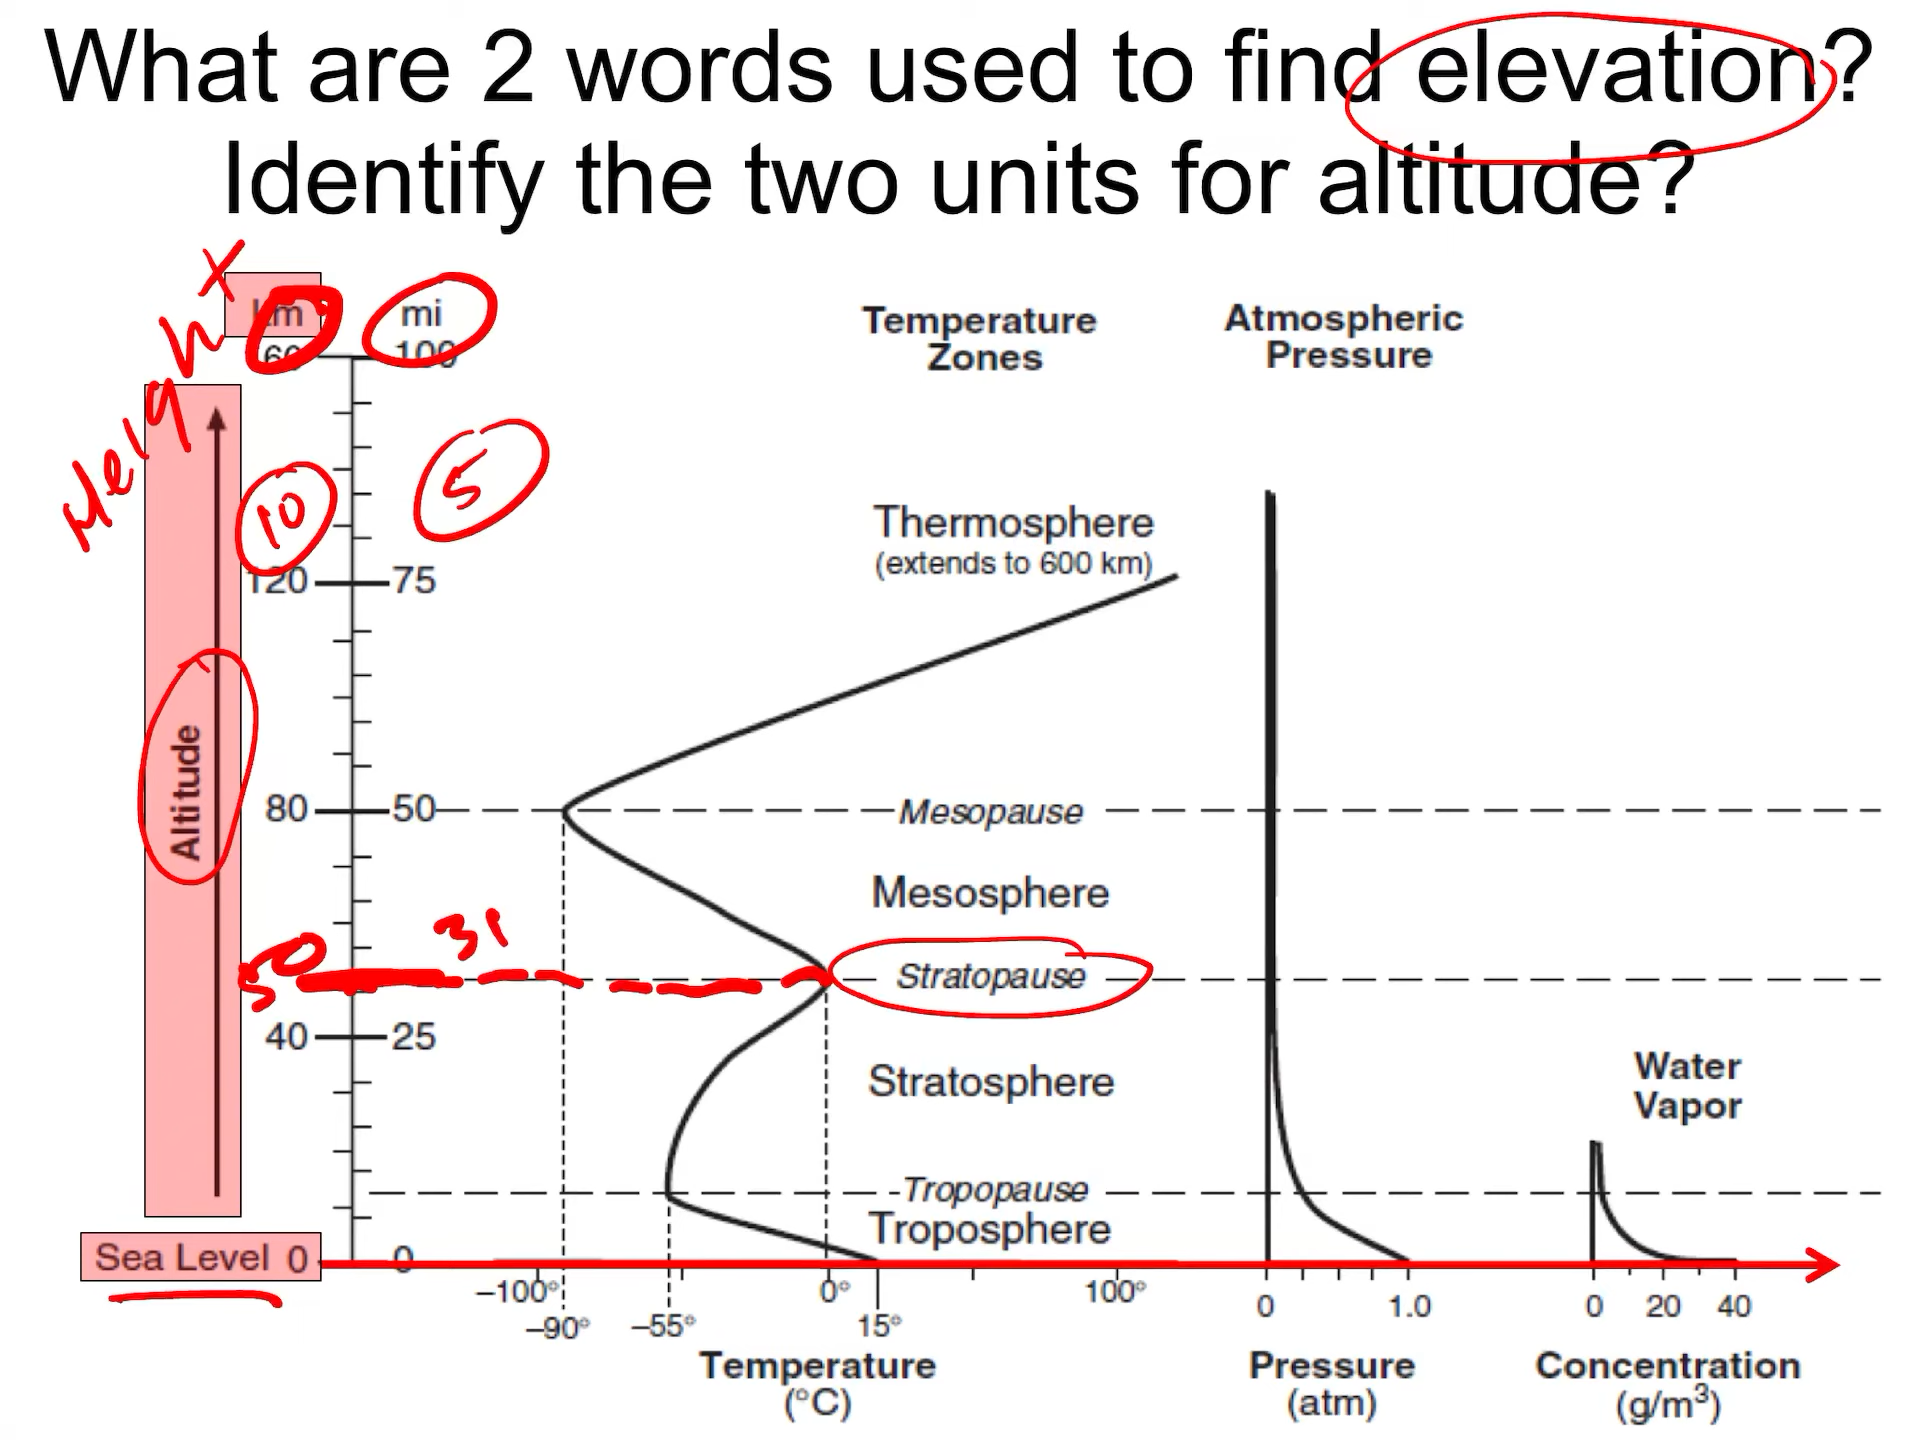 What are 2 words used to find elevation?
Identify the two units for altitude?
Height
km
mi
60
100
Temperature
Zones
Atmospheric
Pressure
10
5
Thermosphere
(extends to 600 km)
120
75
Altitude
80
50
Mesopause
Mesosphere
50
31
Stratopause
40
25
Stratosphere
Water
Vapor
Tropopause
Troposphere
Sea Level 0
0
–100° 0° 100°
–90° –55° 15°
0 1.0
0 20 40
Temperature
(°C)
Pressure
(atm)
Concentration
(g/m³)